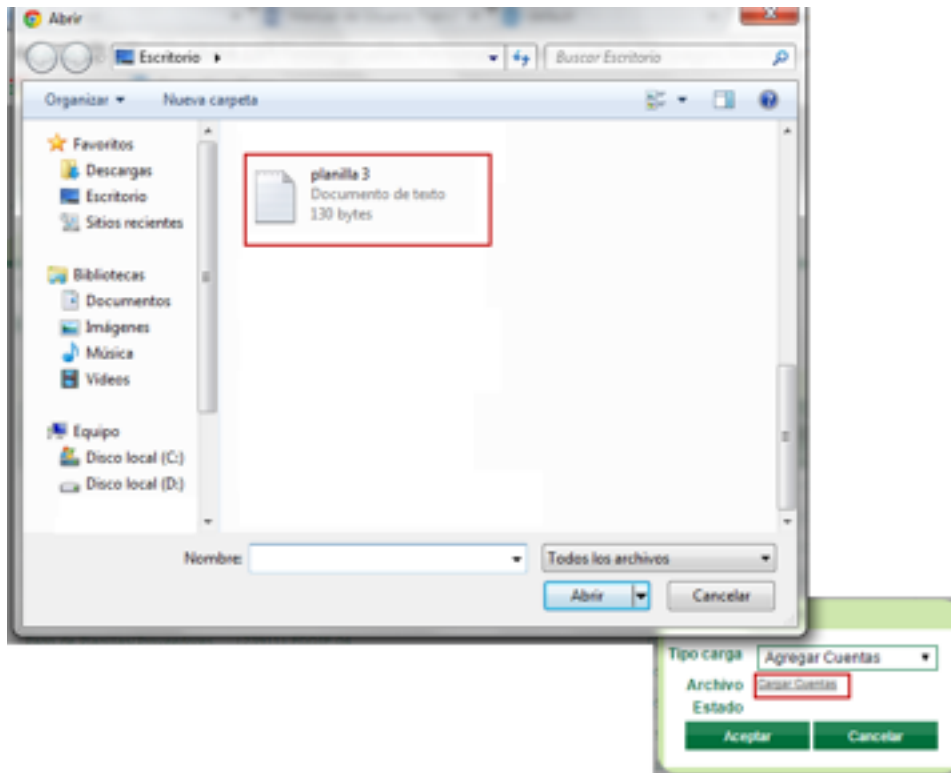 Abrir
Escritorio
Buscar Escritorio
Organizar
Nueva carpeta
Favoritos
Descargas
Escritorio
Sitios recientes
Bibliotecas
Documentos
Imágenes
Música
Vídeos
Equipo
Disco local (C:)
Disco local (D:)
planilla 3
Documento de texto
130 bytes
Nombre:
Todos los archivos
Abrir
Cancelar
Tipo carga
Agregar Cuentas
Archivo
Cargar Cuentas
Estado
Aceptar
Cancelar